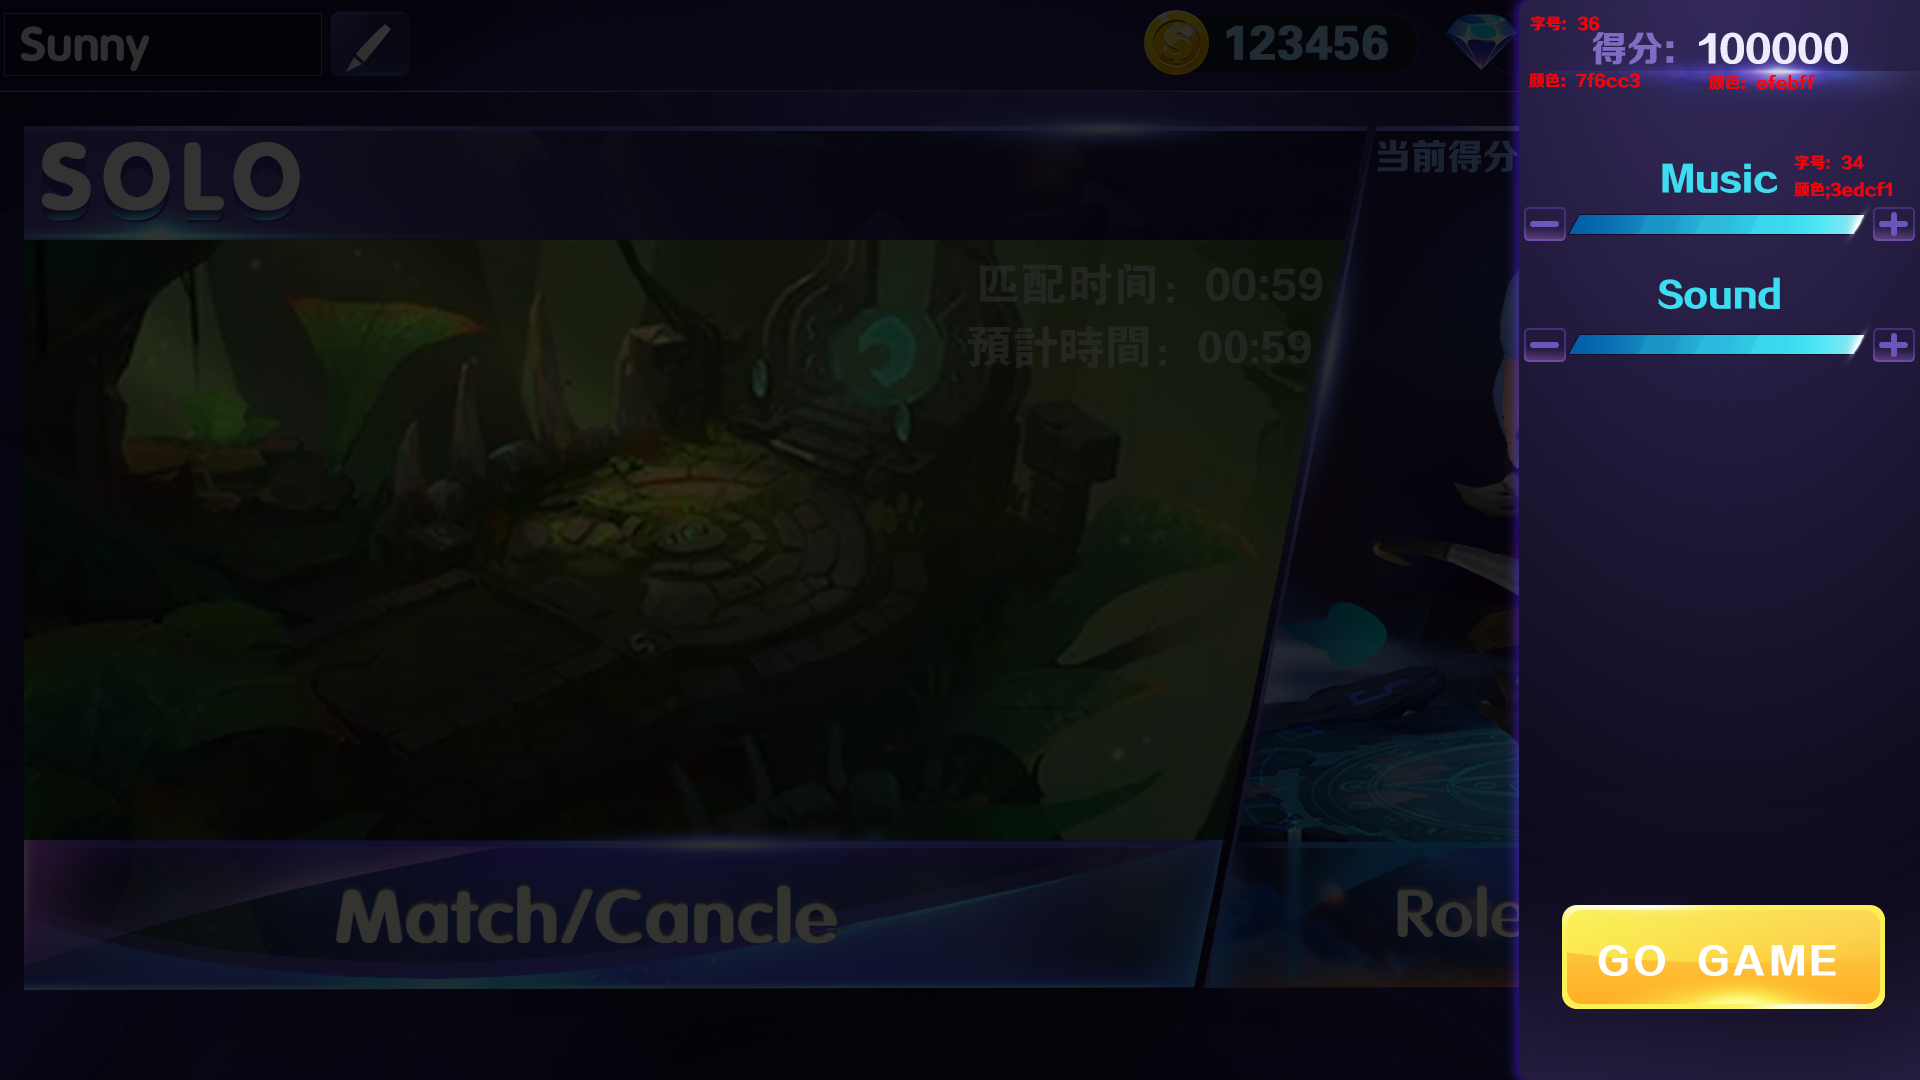 Sunny
123456
字号: 36
得分: 100000
颜色: 7f6cc3
颜色: efebff
SOLO
当前得分
字号: 34
Music
颜色;3edcf1
匹配时间: 00:59
Sound
預計時間: 00:59
Match/Cancle
Role
GO GAME